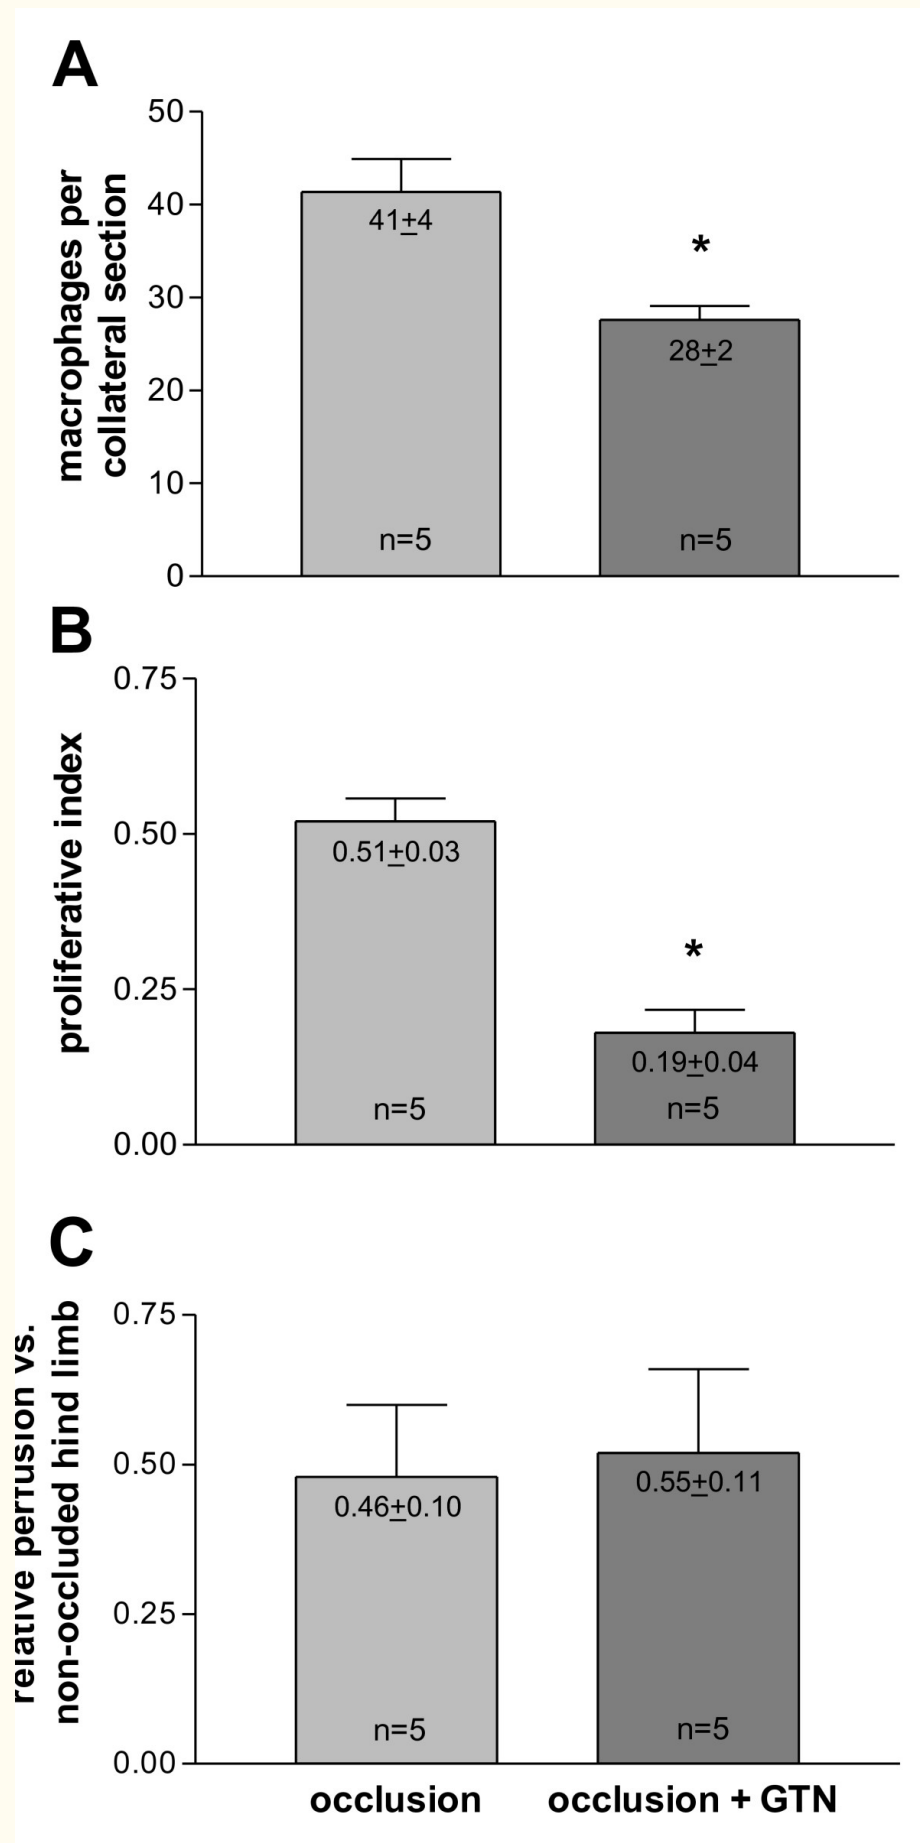 A
50
40
30
20
10
0
macrophages per
collateral section
41±4
n=5
*
28±2
n=5
B
0.75
0.50
0.25
0.00
proliferative index
0.51±0.03
n=5
*
0.19±0.04
n=5
C
0.75
0.50
0.25
0.00
relative perfusion vs.
non-occluded hind limb
0.46±0.10
n=5
0.55±0.11
n=5
occlusion
occlusion + GTN